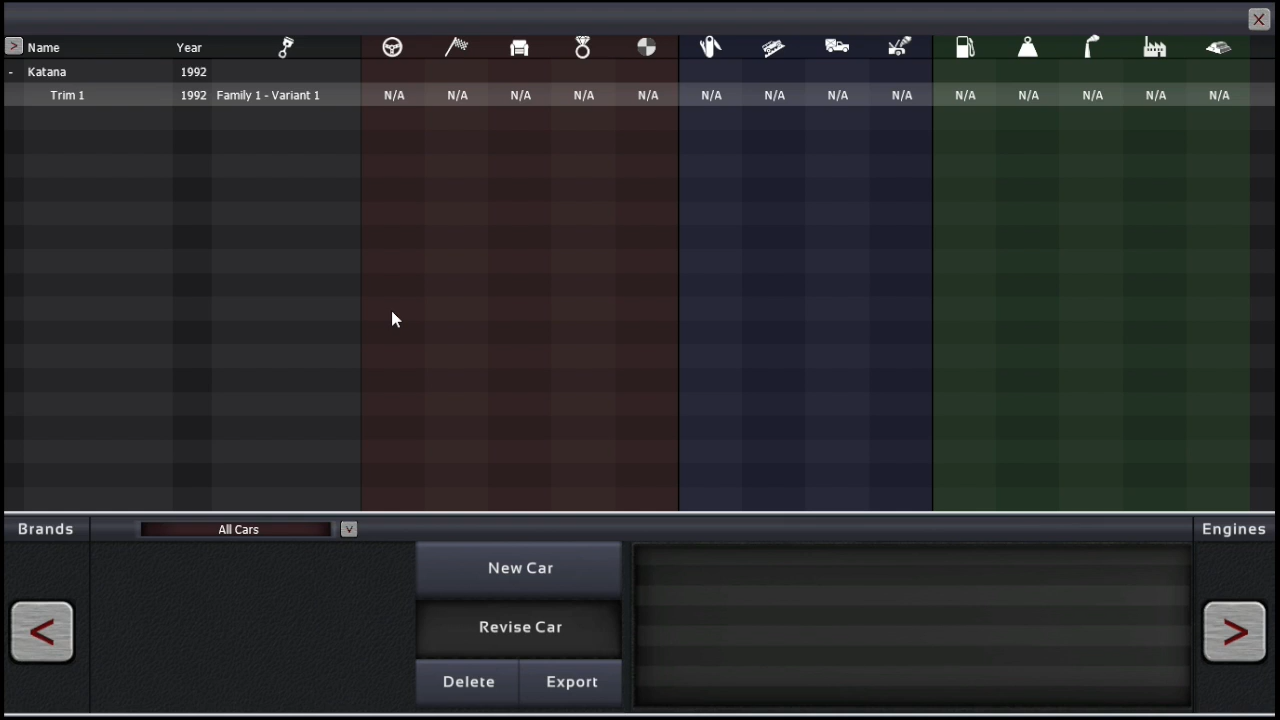 > Name Year
- Katana 1992
Trim 1 1992 Family 1 - Variant 1 N/A N/A N/A N/A N/A N/A N/A N/A N/A N/A N/A N/A N/A N/A
Brands All Cars v Engines
New Car
< Revise Car >
Delete Export
X